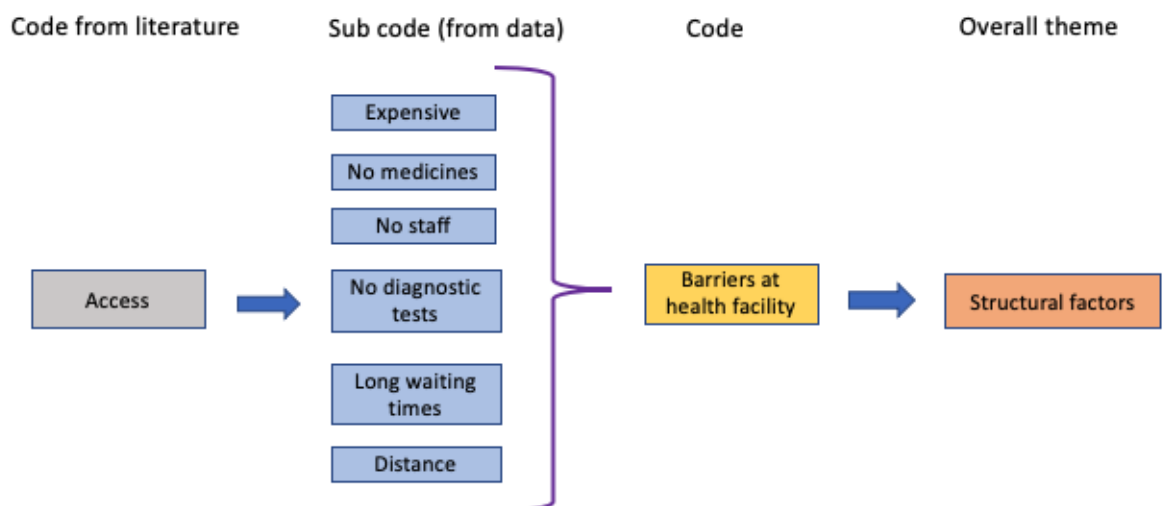 Code from literature
Sub code (from data)
Code
Overall theme
Expensive
No medicines
No staff
No diagnostic
tests
Long waiting
times
Distance
Access
Barriers at
health facility
Structural factors